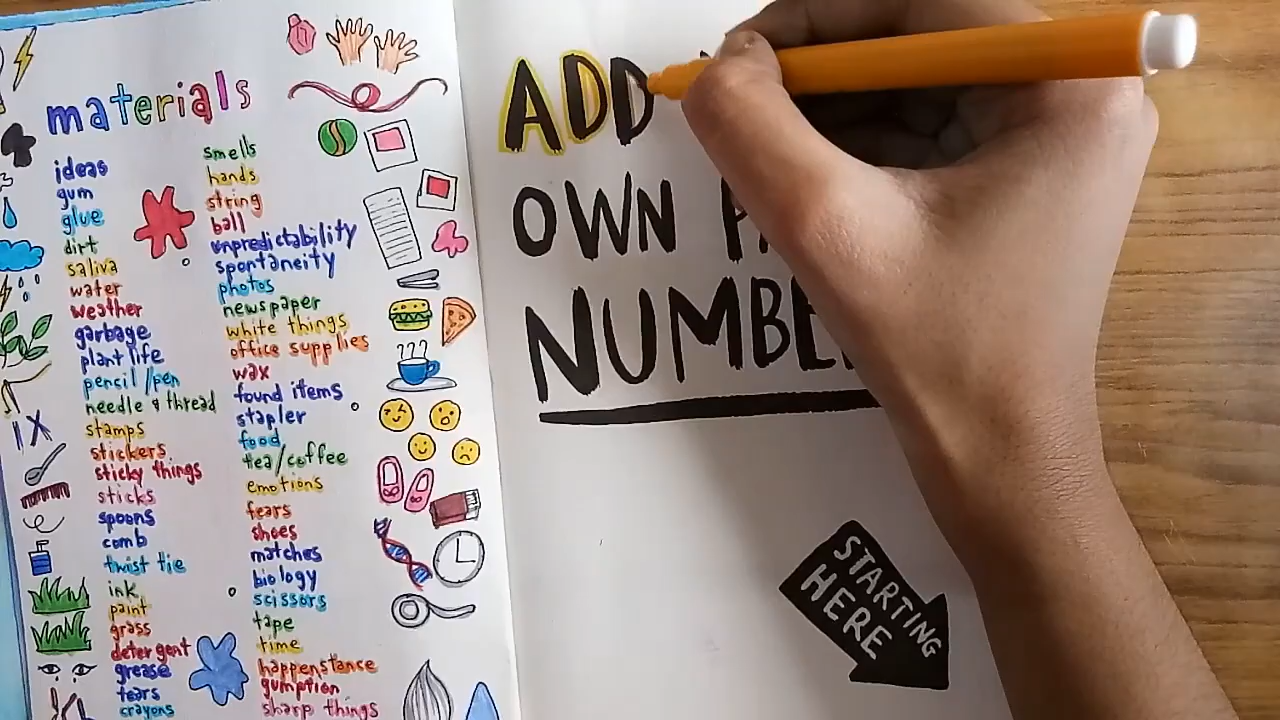 materials
ideas
gum
glue
dirt
saliva
water
weather
garbage
plant life
pencil/pen
needle & thread
stamps
stickers
sticky things
sticks
spoons
comb
twist tie
ink
paint
grass
detergent
grease
tears
crayons
smells
hands
string
ball
unpredictability
spontaneity
photos
newspaper
white things
office supplies
wax
found items
stapler
food
tea/coffee
emotions
fears
shoes
matches
biology
scissors
tape
time
happenstance
gumption
sharp things
ADD
OWN
STARTING
HERE